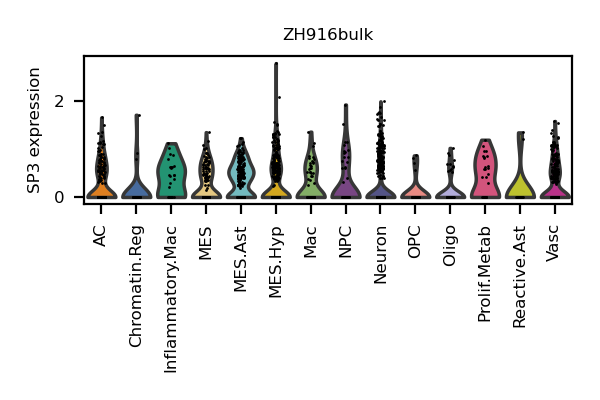 ZH916bulk
SP3 expression
2
0
AC
Chromatin.Reg
Inflammatory.Mac
MES
MES.Ast
MES.Hyp
Mac
NPC
Neuron
OPC
Oligo
Prolif.Metab
Reactive.Ast
Vasc